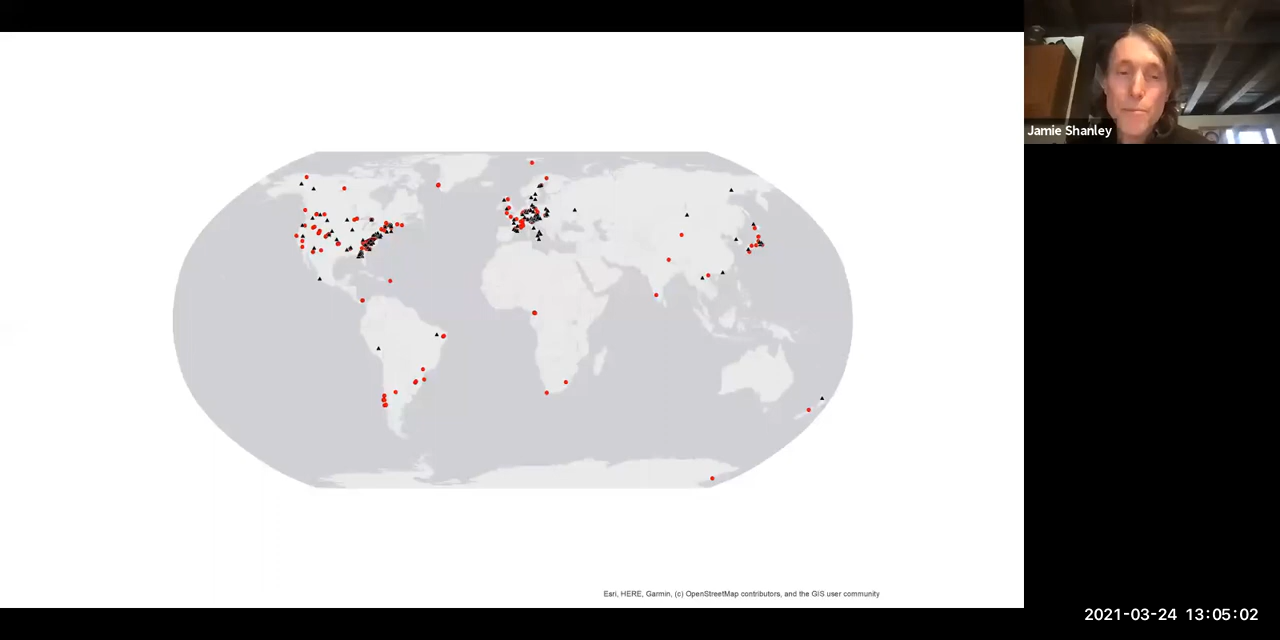 Jamie Shanley
Esri, HERE, Garmin, (c) OpenStreetMap contributors, and the GIS user community
2021-03-24 13:05:02